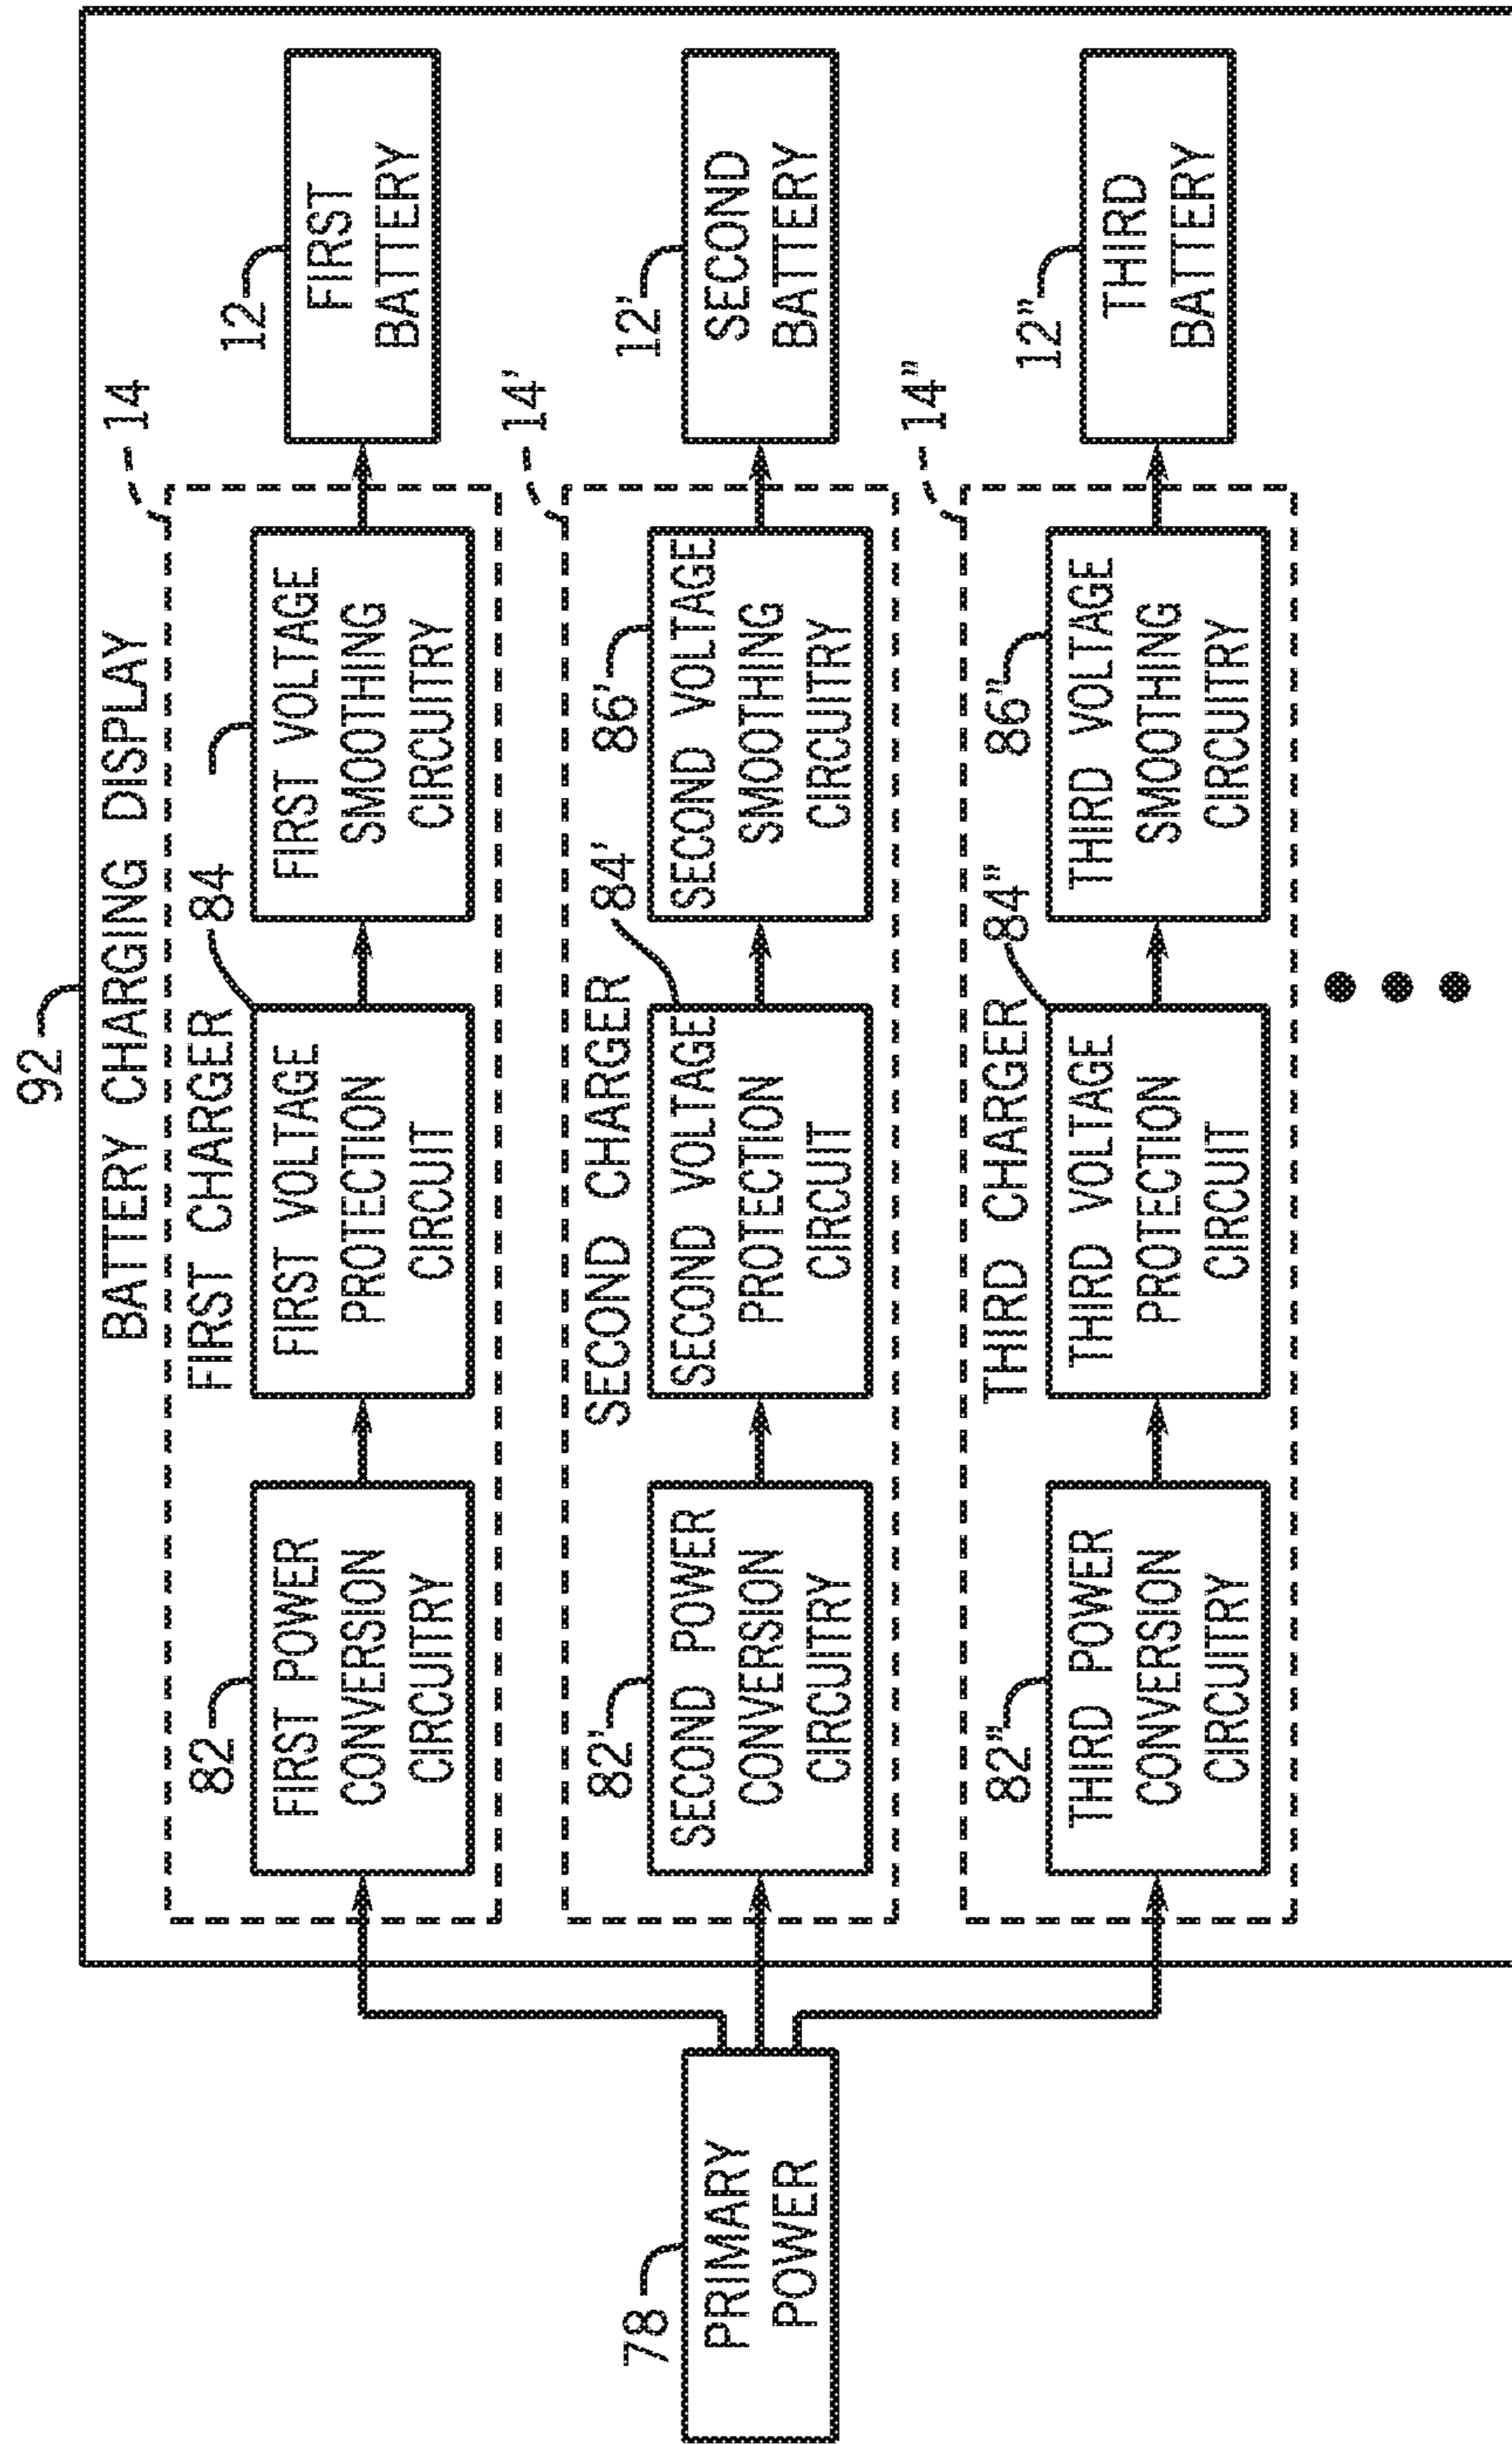 92
BATTERY CHARGING DISPLAY
14
FIRST CHARGER
82
FIRST POWER
CONVERSION
CIRCUITRY
84
FIRST VOLTAGE
PROTECTION
CIRCUIT
FIRST VOLTAGE
SMOOTHING
CIRCUITRY
12
FIRST
BATTERY
78
PRIMARY
POWER
14'
SECOND CHARGER
82'
SECOND POWER
CONVERSION
CIRCUITRY
84'
SECOND VOLTAGE
PROTECTION
CIRCUIT
86'
SECOND VOLTAGE
SMOOTHING
CIRCUITRY
12'
SECOND
BATTERY
14"
THIRD CHARGER
82"
THIRD POWER
CONVERSION
CIRCUITRY
84"
THIRD VOLTAGE
PROTECTION
CIRCUIT
86"
THIRD VOLTAGE
SMOOTHING
CIRCUITRY
12"
THIRD
BATTERY